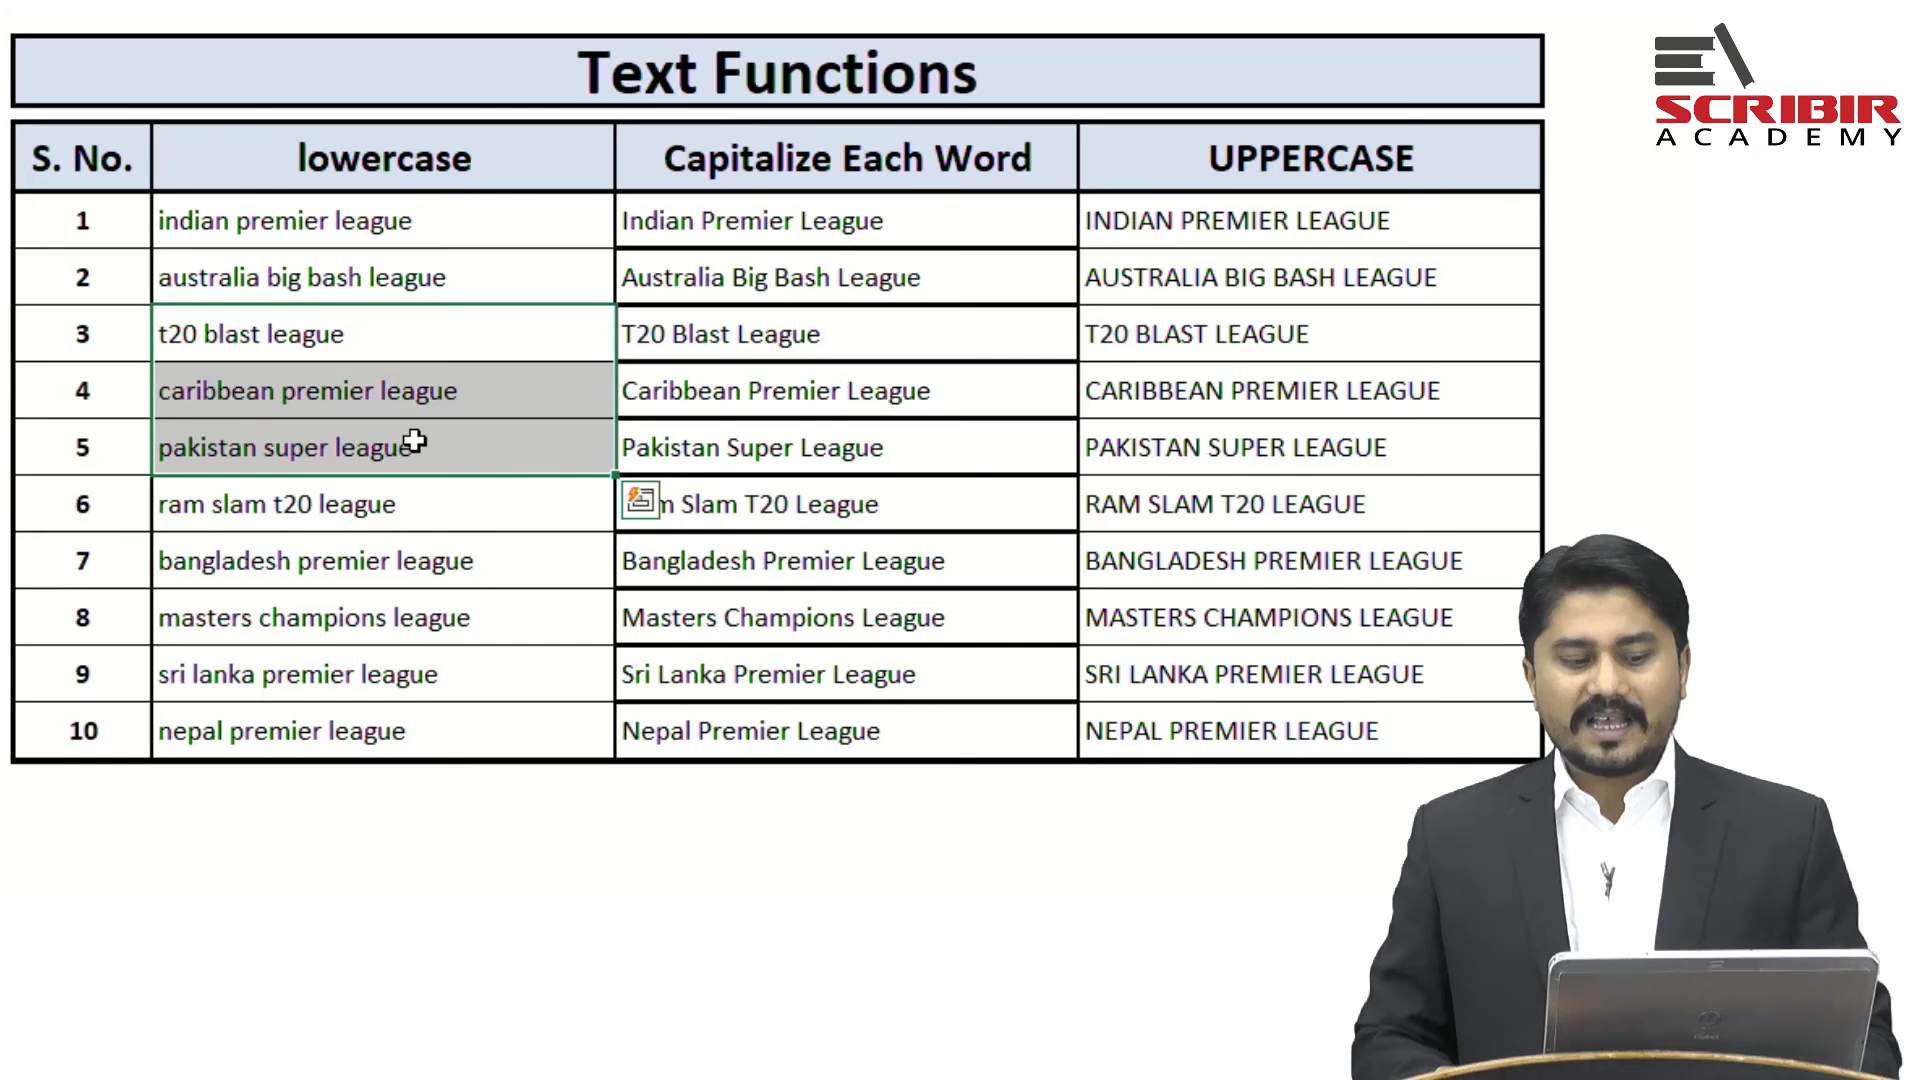 Text Functions
SCRIBIR
ACADEMY
S. No. lowercase Capitalize Each Word UPPERCASE
1 indian premier league Indian Premier League INDIAN PREMIER LEAGUE
2 australia big bash league Australia Big Bash League AUSTRALIA BIG BASH LEAGUE
3 t20 blast league T20 Blast League T20 BLAST LEAGUE
4 caribbean premier league Caribbean Premier League CARIBBEAN PREMIER LEAGUE
5 pakistan super league Pakistan Super League PAKISTAN SUPER LEAGUE
6 ram slam t20 league m Slam T20 League RAM SLAM T20 LEAGUE
7 bangladesh premier league Bangladesh Premier League BANGLADESH PREMIER LEAGUE
8 masters champions league Masters Champions League MASTERS CHAMPIONS LEAGUE
9 sri lanka premier league Sri Lanka Premier League SRI LANKA PREMIER LEAGUE
10 nepal premier league Nepal Premier League NEPAL PREMIER LEAGUE